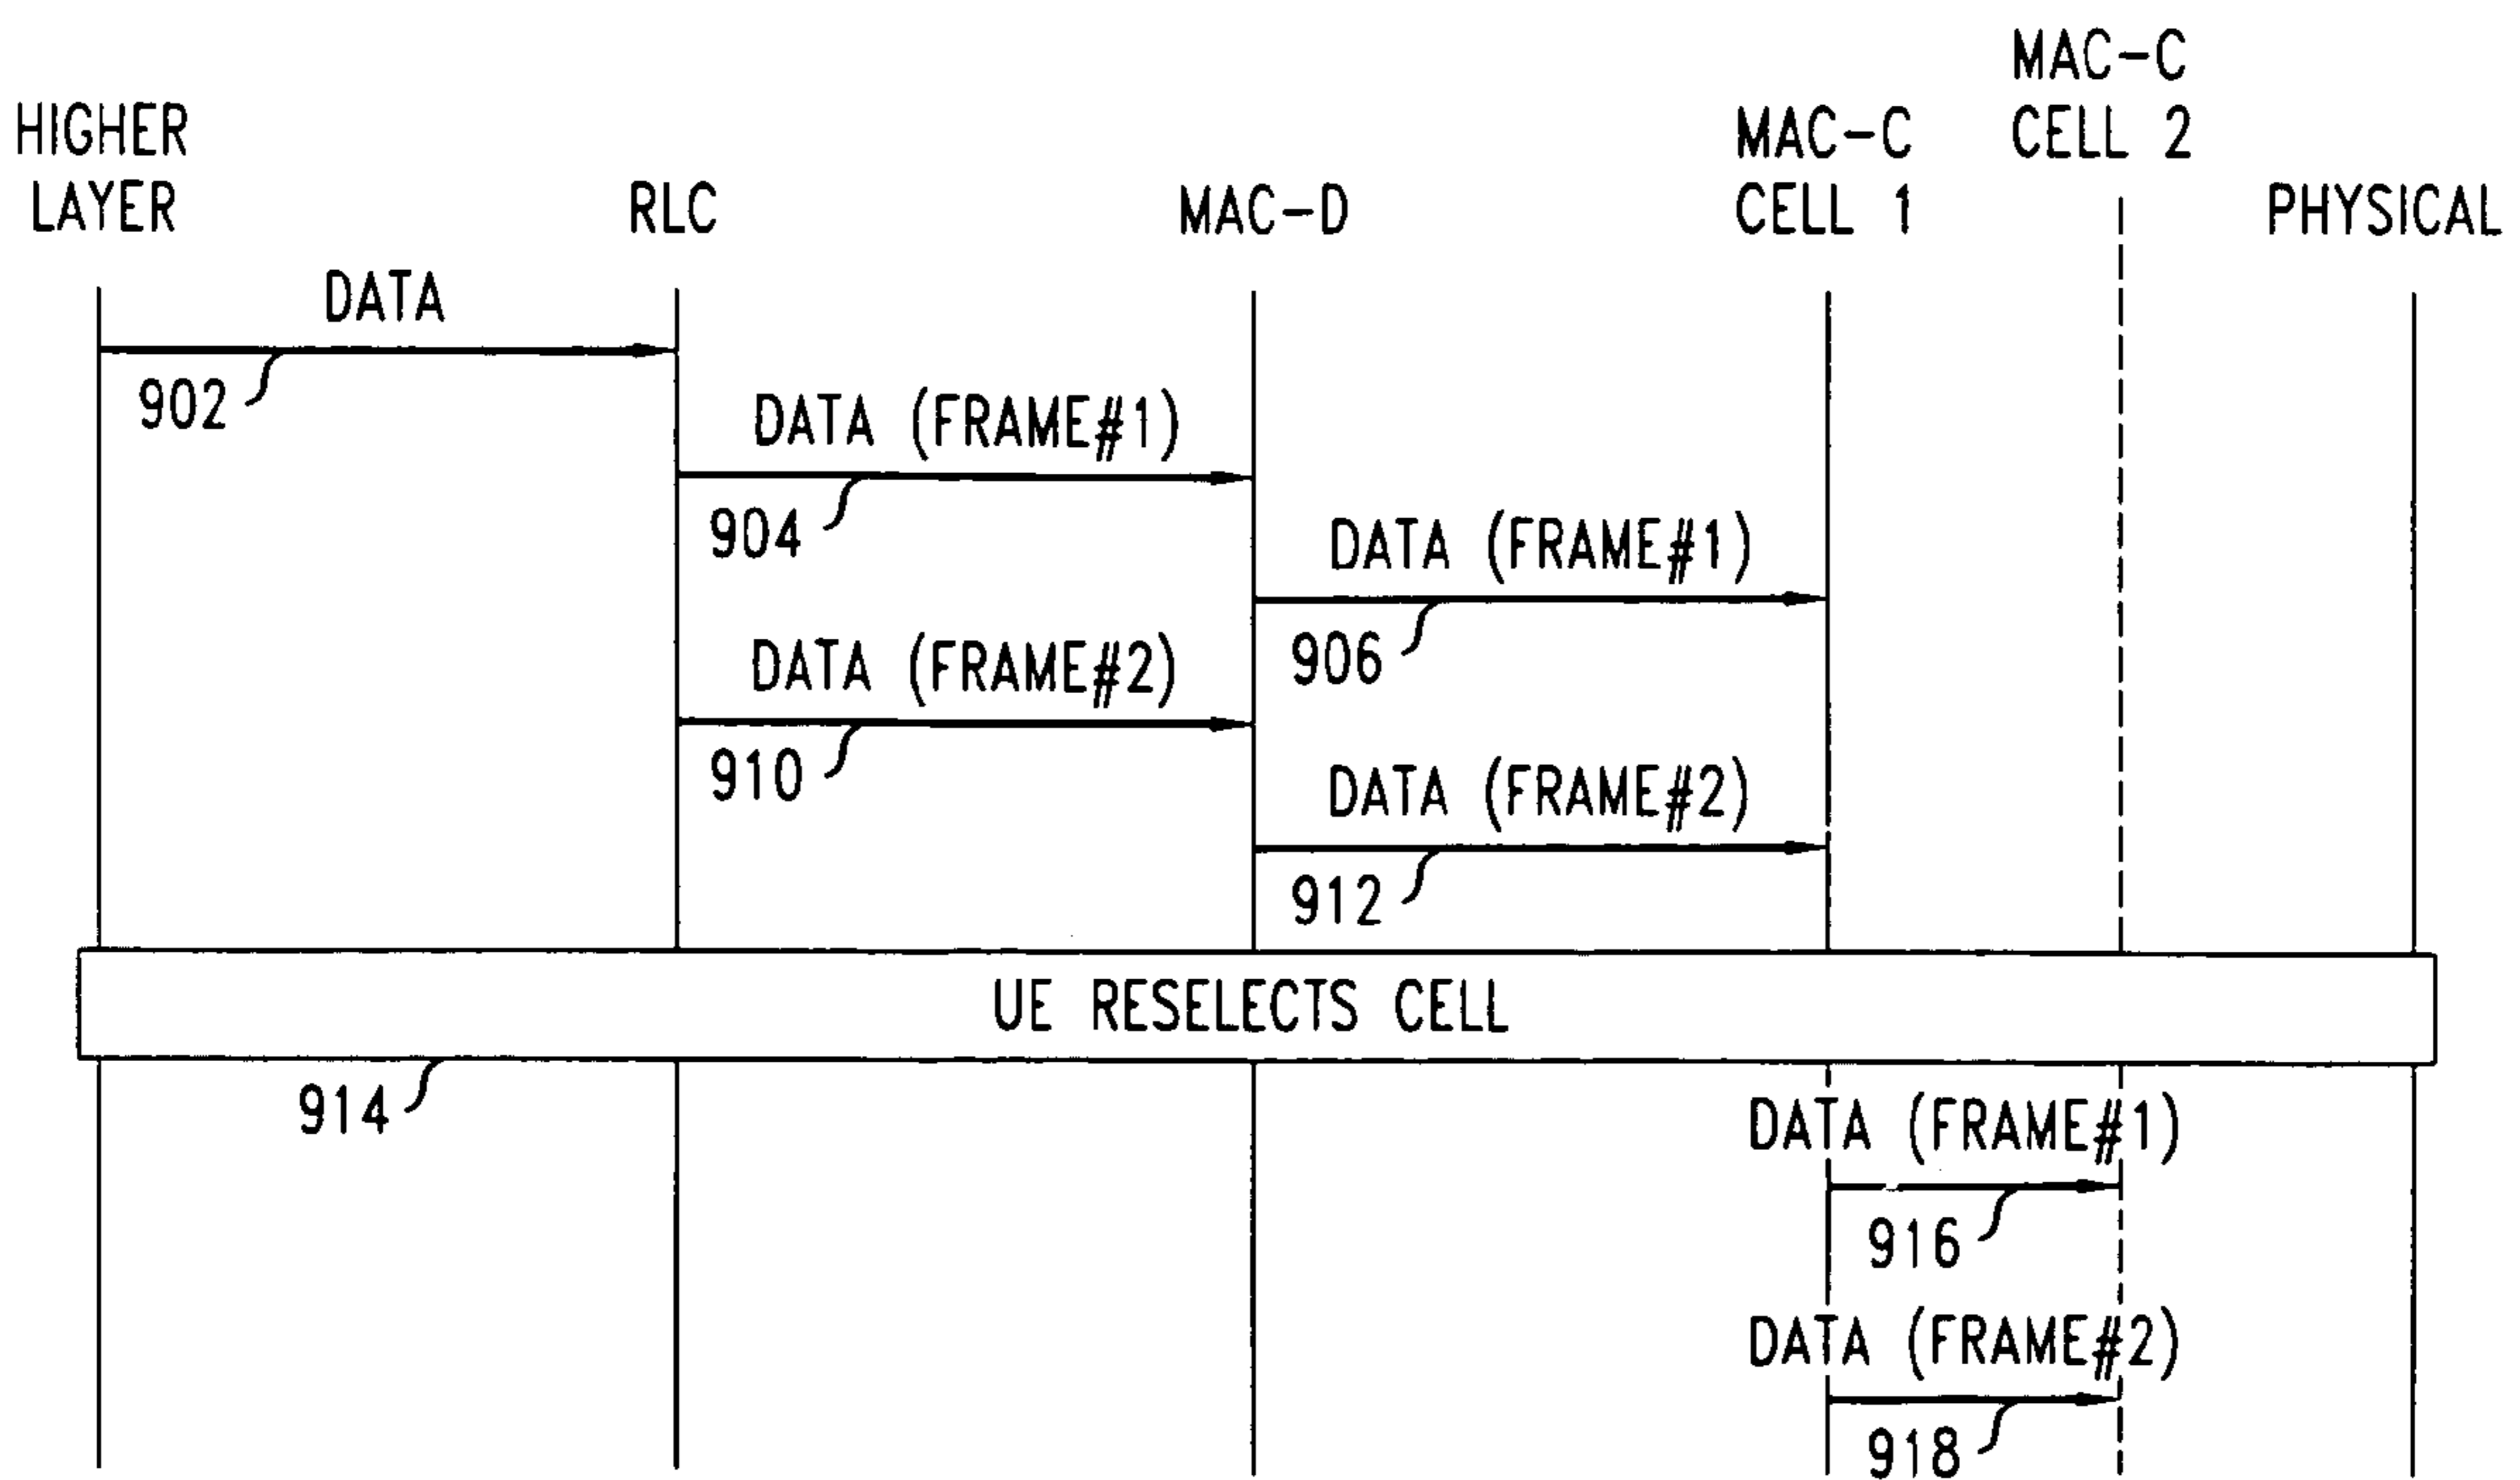 MAC-C
CELL 2
HIGHER
LAYER
RLC
MAC-D
MAC-C
CELL 1
PHYSICAL
DATA
902
DATA (FRAME#1)
904
DATA (FRAME#1)
906
DATA (FRAME#2)
910
DATA (FRAME#2)
912
UE RESELECTS CELL
914
DATA (FRAME#1)
916
DATA (FRAME#2)
918